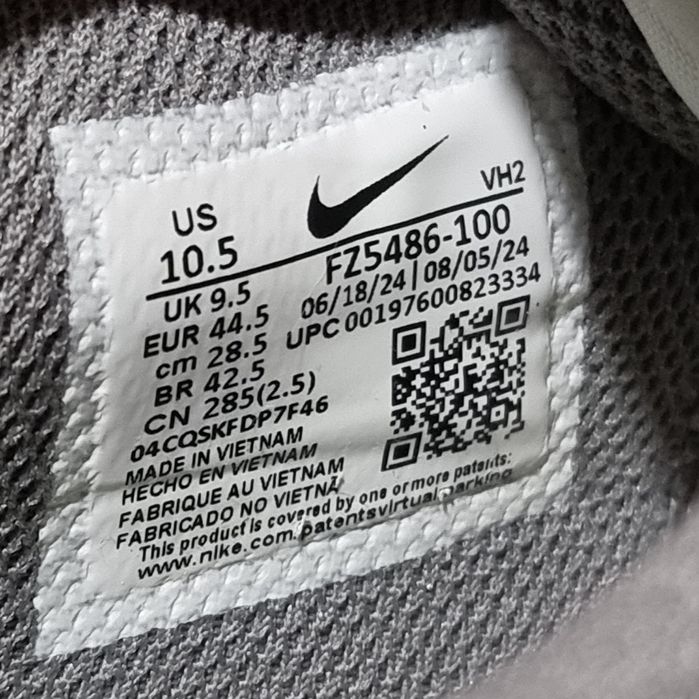 VH2
US
10.5
FZ5486-100
UK 9.5
06/18/24 | 08/05/24
EUR 44.5
UPC 00197600823334
cm 28.5
BR 42.5
CN 285(2.5)
04CQSKFDP7F46
MADE IN VIETNAM
HECHO EN VIETNAM
FABRIQUE AU VIETNAM
FABRICADO NO VIETNÃ
This product is covered by one or more patents:
www.nike.com/patentsvirtualparking